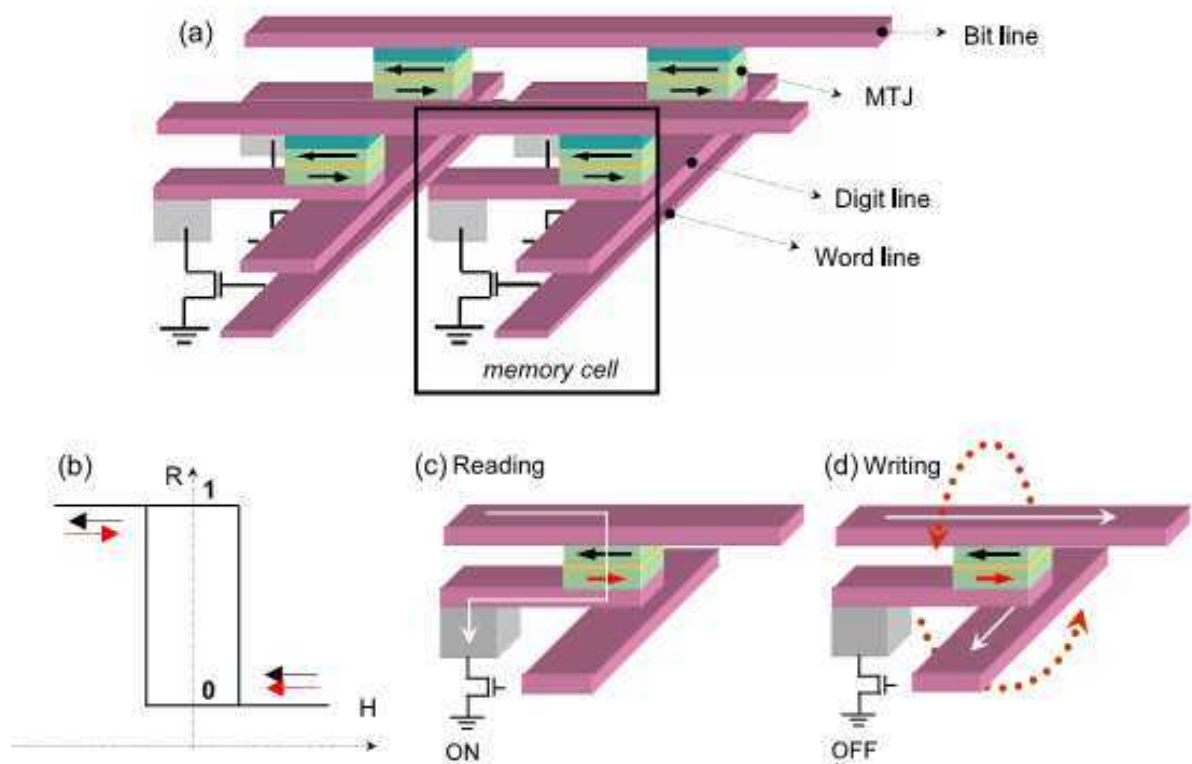 (a)
Bit line
MTJ
Digit line
Word line
memory cell
(b)
R
1
0
H
(c) Reading
ON
(d) Writing
OFF